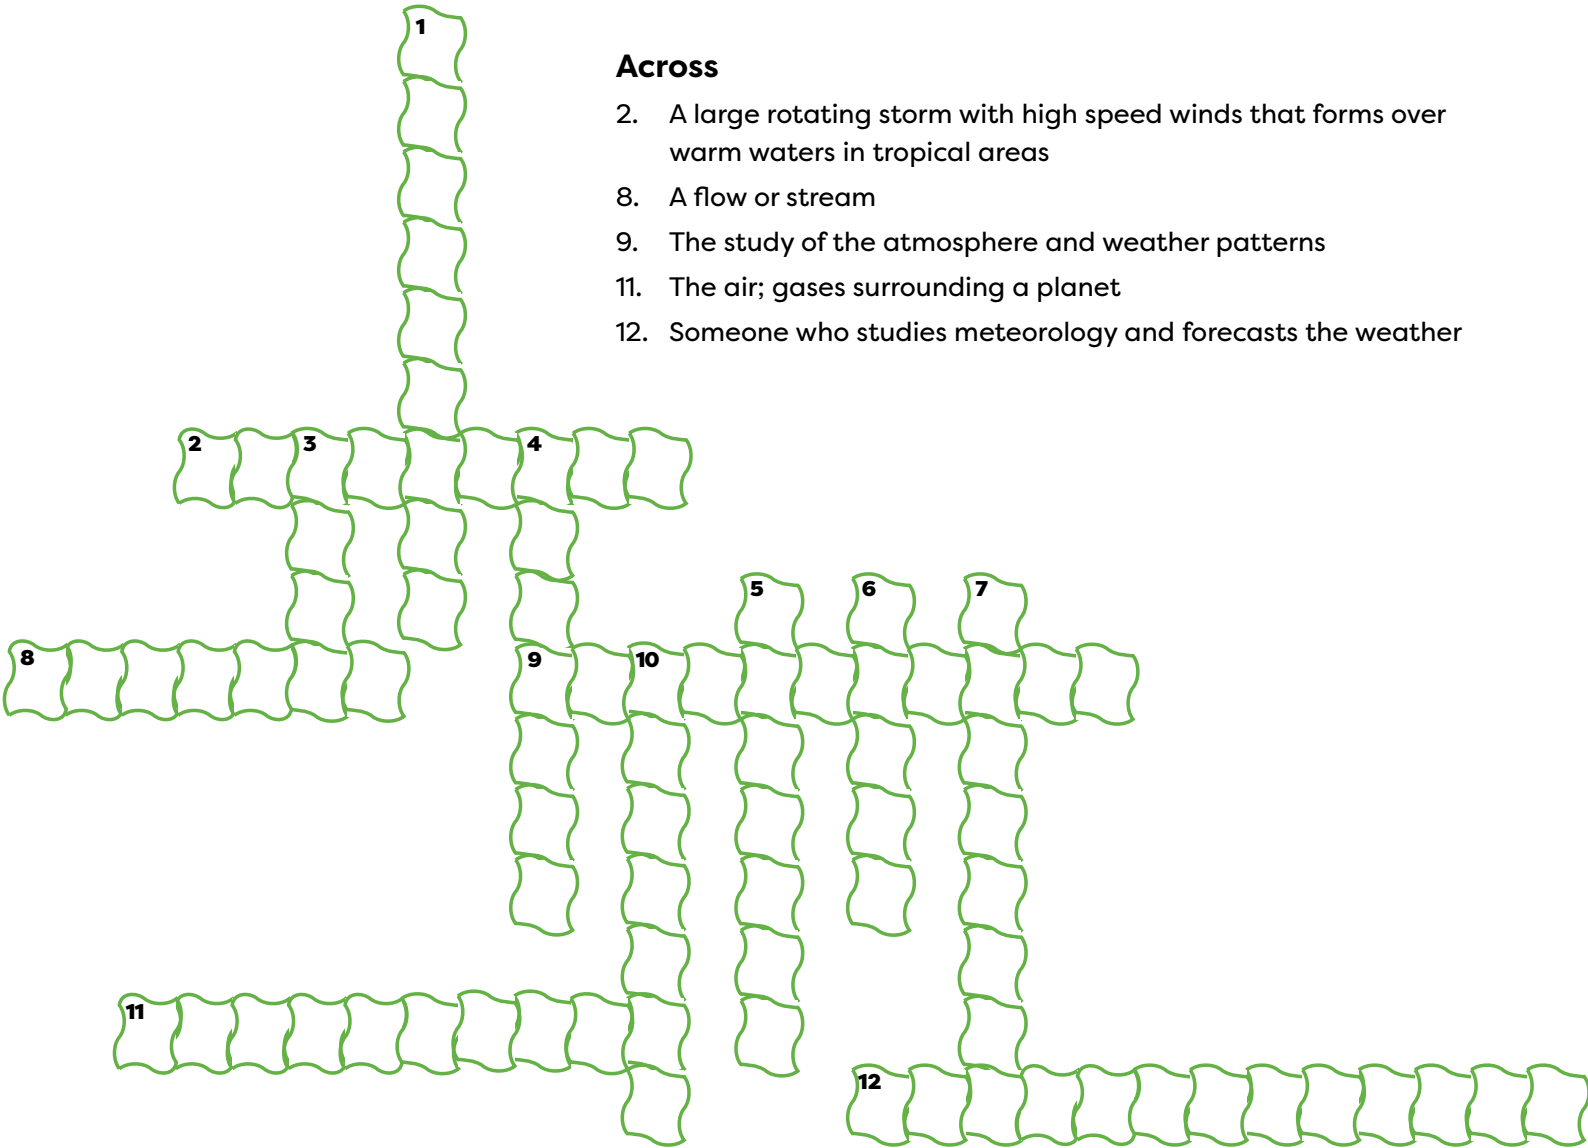 1
Across
2. A large rotating storm with high speed winds that forms over
warm waters in tropical areas
8. A flow or stream
9. The study of the atmosphere and weather patterns
11. The air; gases surrounding a planet
12. Someone who studies meteorology and forecasts the weather
2 3 4
5 6 7
8 9 10
11
12